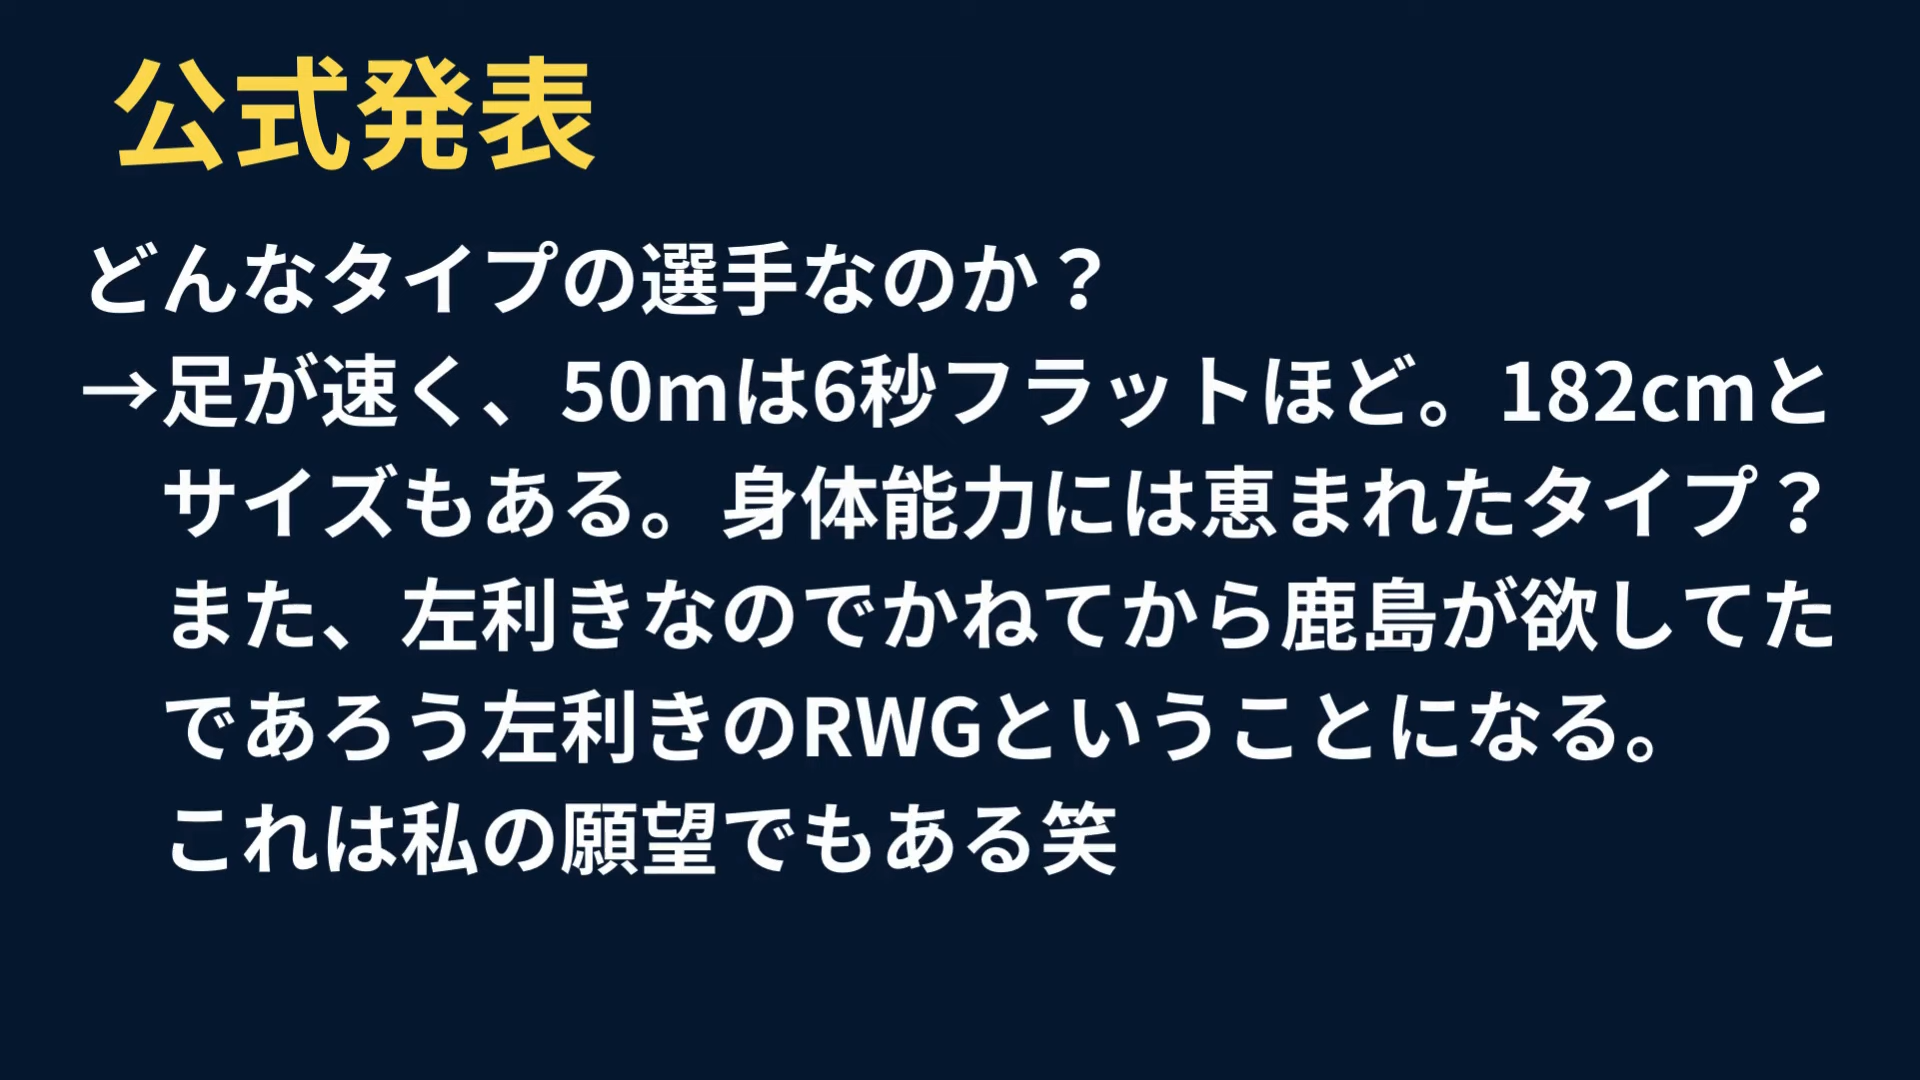 公式発表
どんなタイプの選手なのか？
→足が速く、50mは6秒フラットほど。182cmと
サイズもある。身体能力には恵まれたタイプ？
また、左利きなのでかねてから鹿島が欲してた
であろう左利きのRWGということになる。
これは私の願望でもある笑